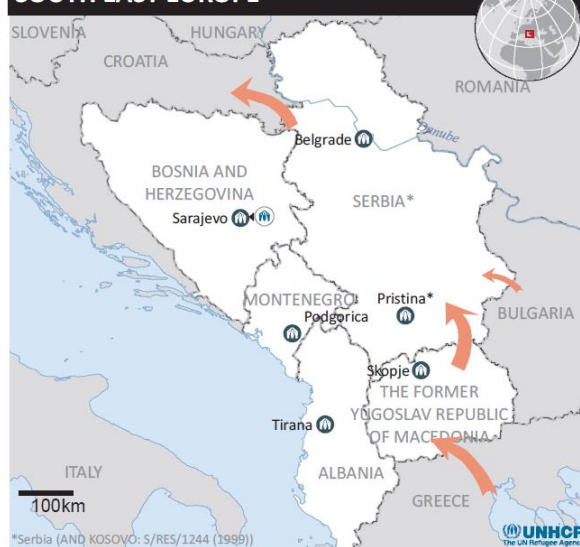 SOUTH EAST EUROPE
SLOVENIA
HUNGARY
CROATIA
ROMANIA
Danube
Belgrade
BOSNIA AND
HERZEGOVINA
SERBIA*
Sarajevo
MONTENEGRO
Pristina*
Podgorica
BULGARIA
Skopje
THE FORMER
YUGOSLAV REPUBLIC
OF MACEDONIA
Tirana
ITALY
ALBANIA
GREECE
100km
UNHCR
The UN Refugee Agency
*Serbia (AND KOSOVO: S/RES/1244 (1999))